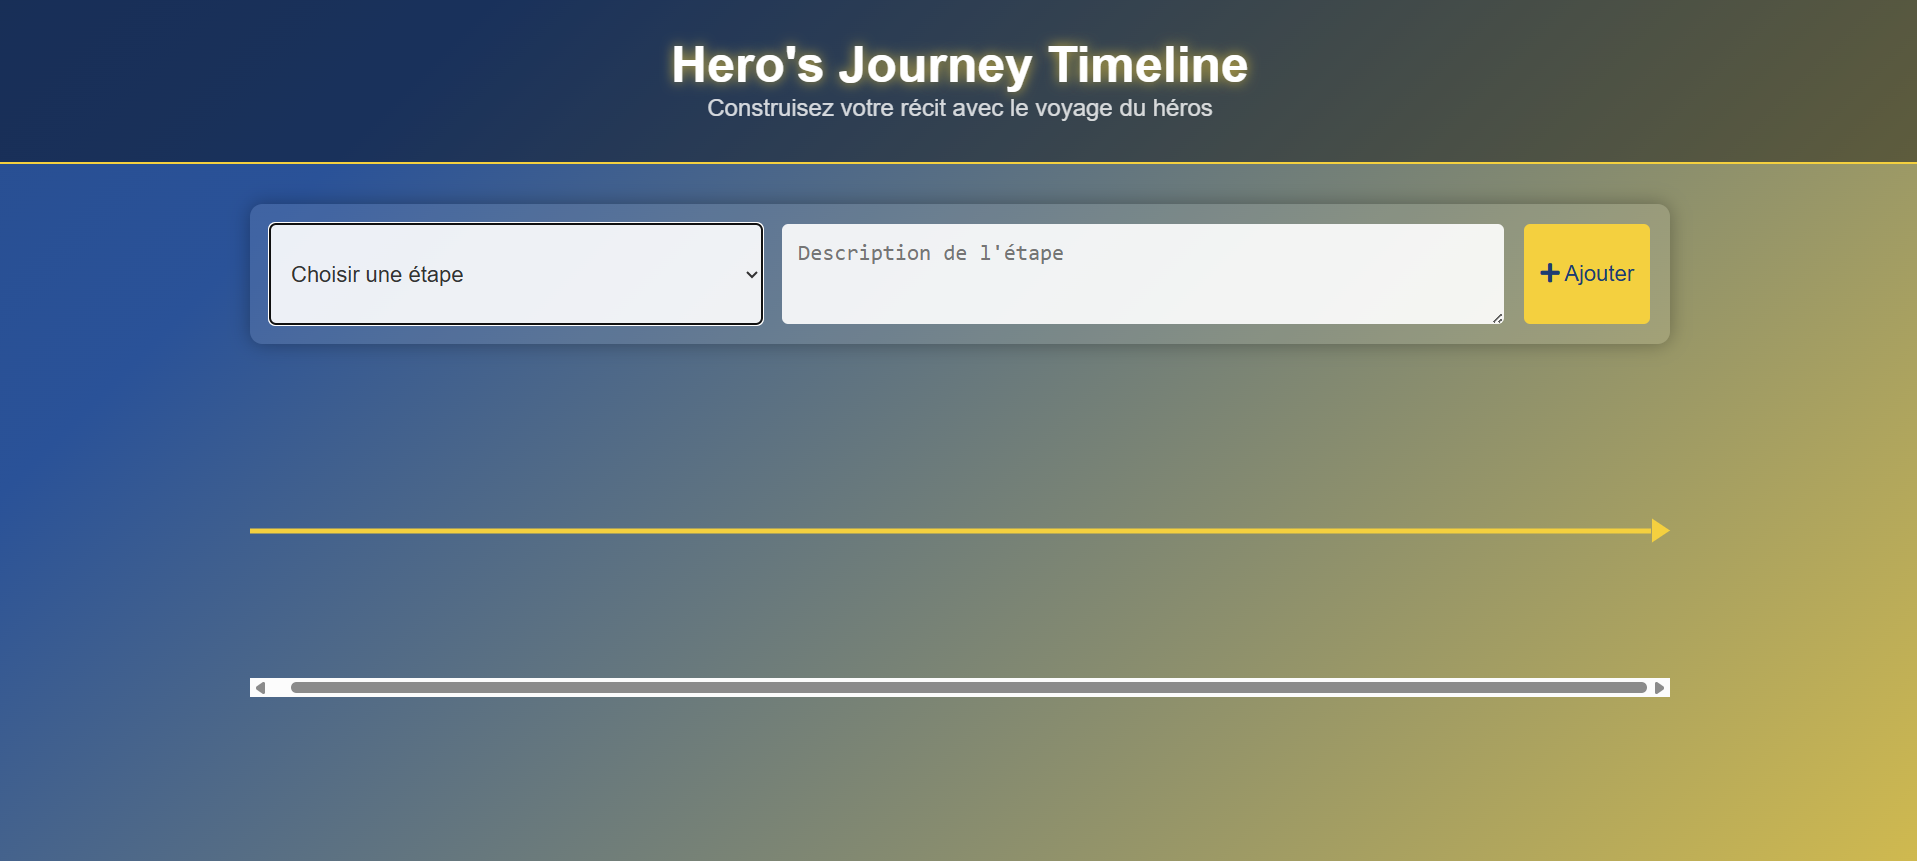 Hero's Journey Timeline
Construisez votre récit avec le voyage du héros
Choisir une étape
Description de l'étape
Ajouter